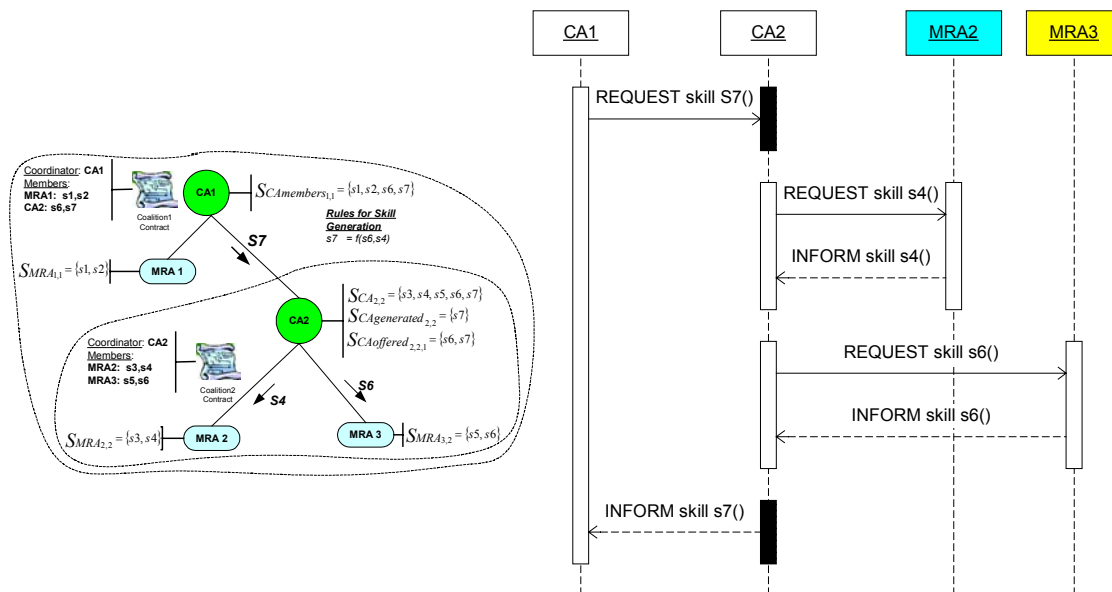 Coordinator: CA1
Members:
MRA1: s1,s2
CA2: s6,s7
Coalition1
Contract
CA1
S_CAmembers1,1 = {s1, s2, s6, s7}
Rules for Skill
Generation
s7 = f(s6,s4)
S7
S_MRA1,1 = {s1, s2}
MRA 1
CA2
S_CA2,2 = {s3, s4, s5, s6, s7}
S_CAgenerated 2,2 = {s7}
S_CAoffered 2,2,1 = {s6, s7}
Coordinator: CA2
Members:
MRA2: s3,s4
MRA3: s5,s6
Coalition2
Contract
S4
S6
S_MRA2,2 = {s3, s4}
MRA 2
MRA 3
S_MRA3,2 = {s5, s6}
CA1
CA2
MRA2
MRA3
REQUEST skill S7()
REQUEST skill s4()
INFORM skill s4()
REQUEST skill s6()
INFORM skill s6()
INFORM skill s7()